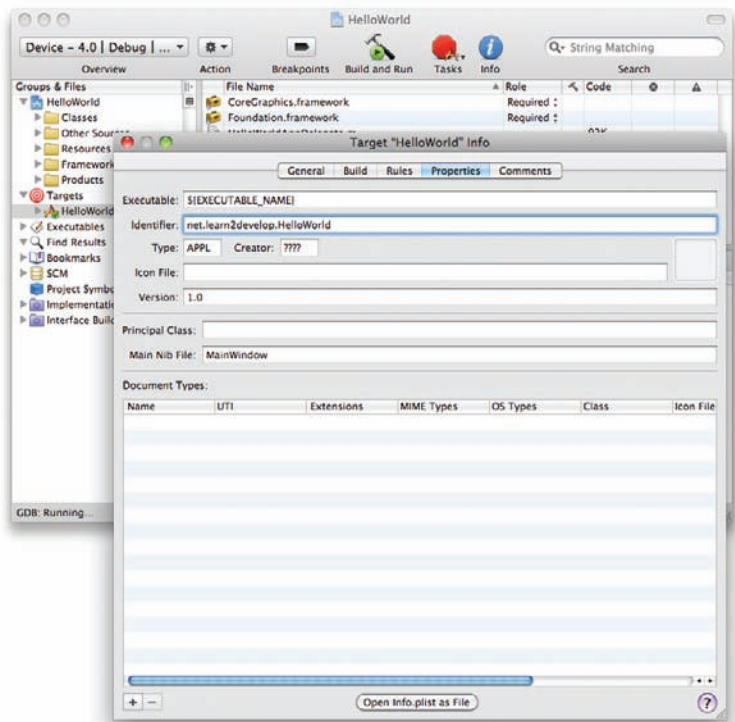 HelloWorld
Device - 4.0 | Debug | ...
Overview
Action
Breakpoints
Build and Run
Tasks
Info
String Matching
Search
Groups & Files
HelloWorld
Classes
Other Sources
Resources
Framework
Products
Targets
HelloWorld
Executables
Find Results
Bookmarks
SCM
Project Symbo
Implementati
Interface Build
File Name
Role
Code
CoreGraphics.framework
Required
Foundation.framework
Required
GDB: Running...
Target "HelloWorld" Info
General
Build
Rules
Properties
Comments
Executable: ${EXECUTABLE_NAME}
Identifier: net.learn2develop.HelloWorld
Type: APPL Creator: ????
Icon File:
Version: 1.0
Principal Class:
Main Nib File: MainWindow
Document Types:
Name UTI Extensions MIME Types OS Types Class Icon File
Open Info.plist as File
?